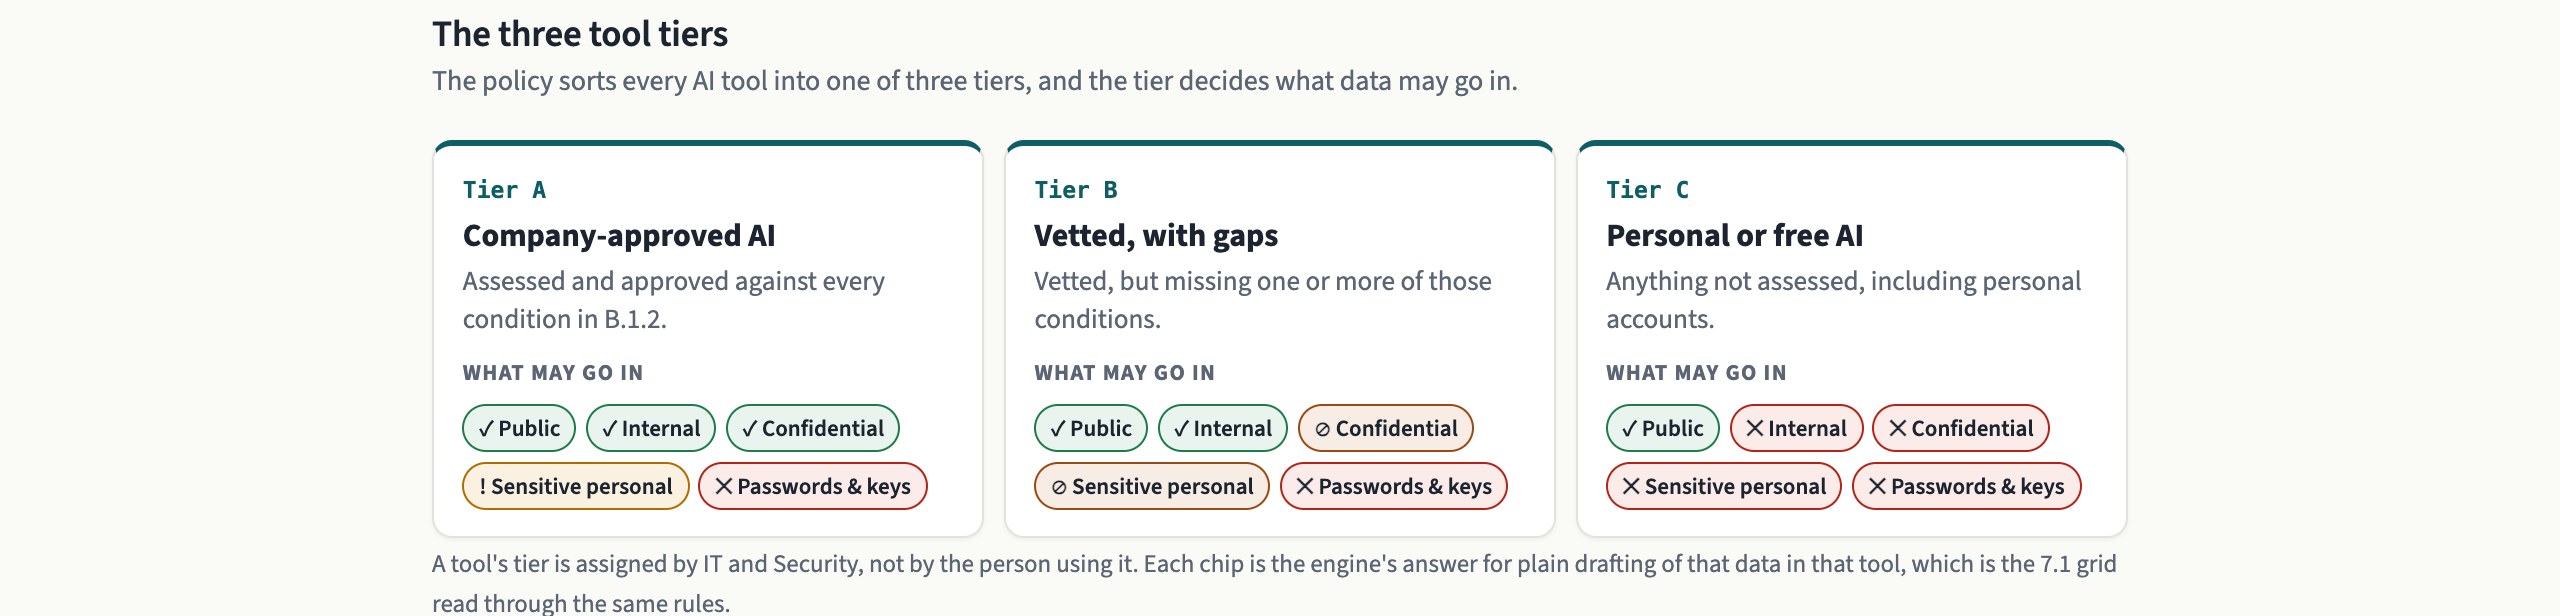 The three tool tiers
The policy sorts every AI tool into one of three tiers, and the tier decides what data may go in.
Tier A
Company-approved AI
Assessed and approved against every
condition in B.1.2.
WHAT MAY GO IN
✓ Public ✓ Internal ✓ Confidential
! Sensitive personal ✕ Passwords & keys
Tier B
Vetted, with gaps
Vetted, but missing one or more of those
conditions.
WHAT MAY GO IN
✓ Public ✓ Internal ⊘ Confidential
⊘ Sensitive personal ✕ Passwords & keys
Tier C
Personal or free AI
Anything not assessed, including personal
accounts.
WHAT MAY GO IN
✓ Public ✕ Internal ✕ Confidential
✕ Sensitive personal ✕ Passwords & keys
A tool's tier is assigned by IT and Security, not by the person using it. Each chip is the engine's answer for plain drafting of that data in that tool, which is the 7.1 grid
read through the same rules.